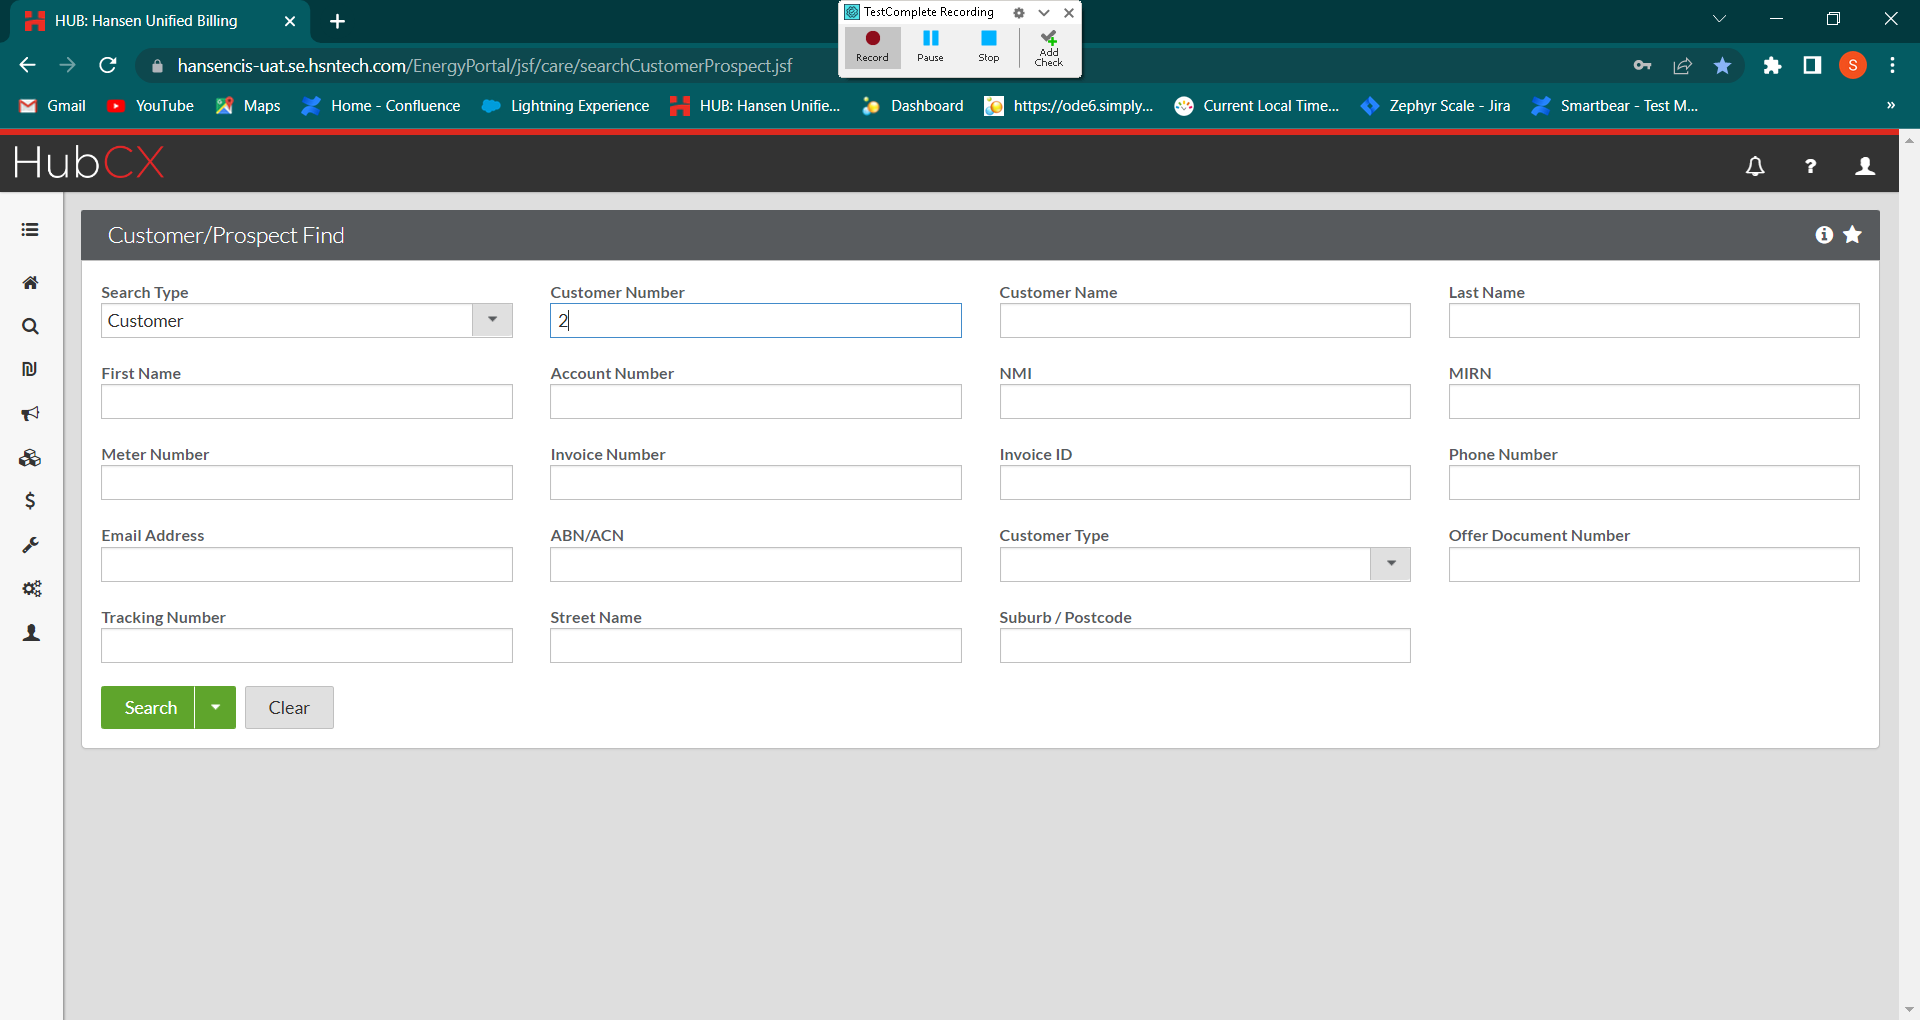 HUB: Hansen Unified Billing
TestComplete Recording
Record
Pause
Stop
Add Check
hansencis-uat.se.hsntech.com/EnergyPortal/jsf/care/searchCustomerProspect.jsf
S
Gmail
YouTube
Maps
Home - Confluence
Lightning Experience
HUB: Hansen Unifie...
Dashboard
https://ode6.simply...
Current Local Time...
Zephyr Scale - Jira
Smartbear - Test M...
»
HubCX
?
Customer/Prospect Find
Search Type
Customer Number
Customer Name
Last Name
Customer
2
First Name
Account Number
NMI
MIRN
Meter Number
Invoice Number
Invoice ID
Phone Number
Email Address
ABN/ACN
Customer Type
Offer Document Number
Tracking Number
Street Name
Suburb / Postcode
Search
Clear